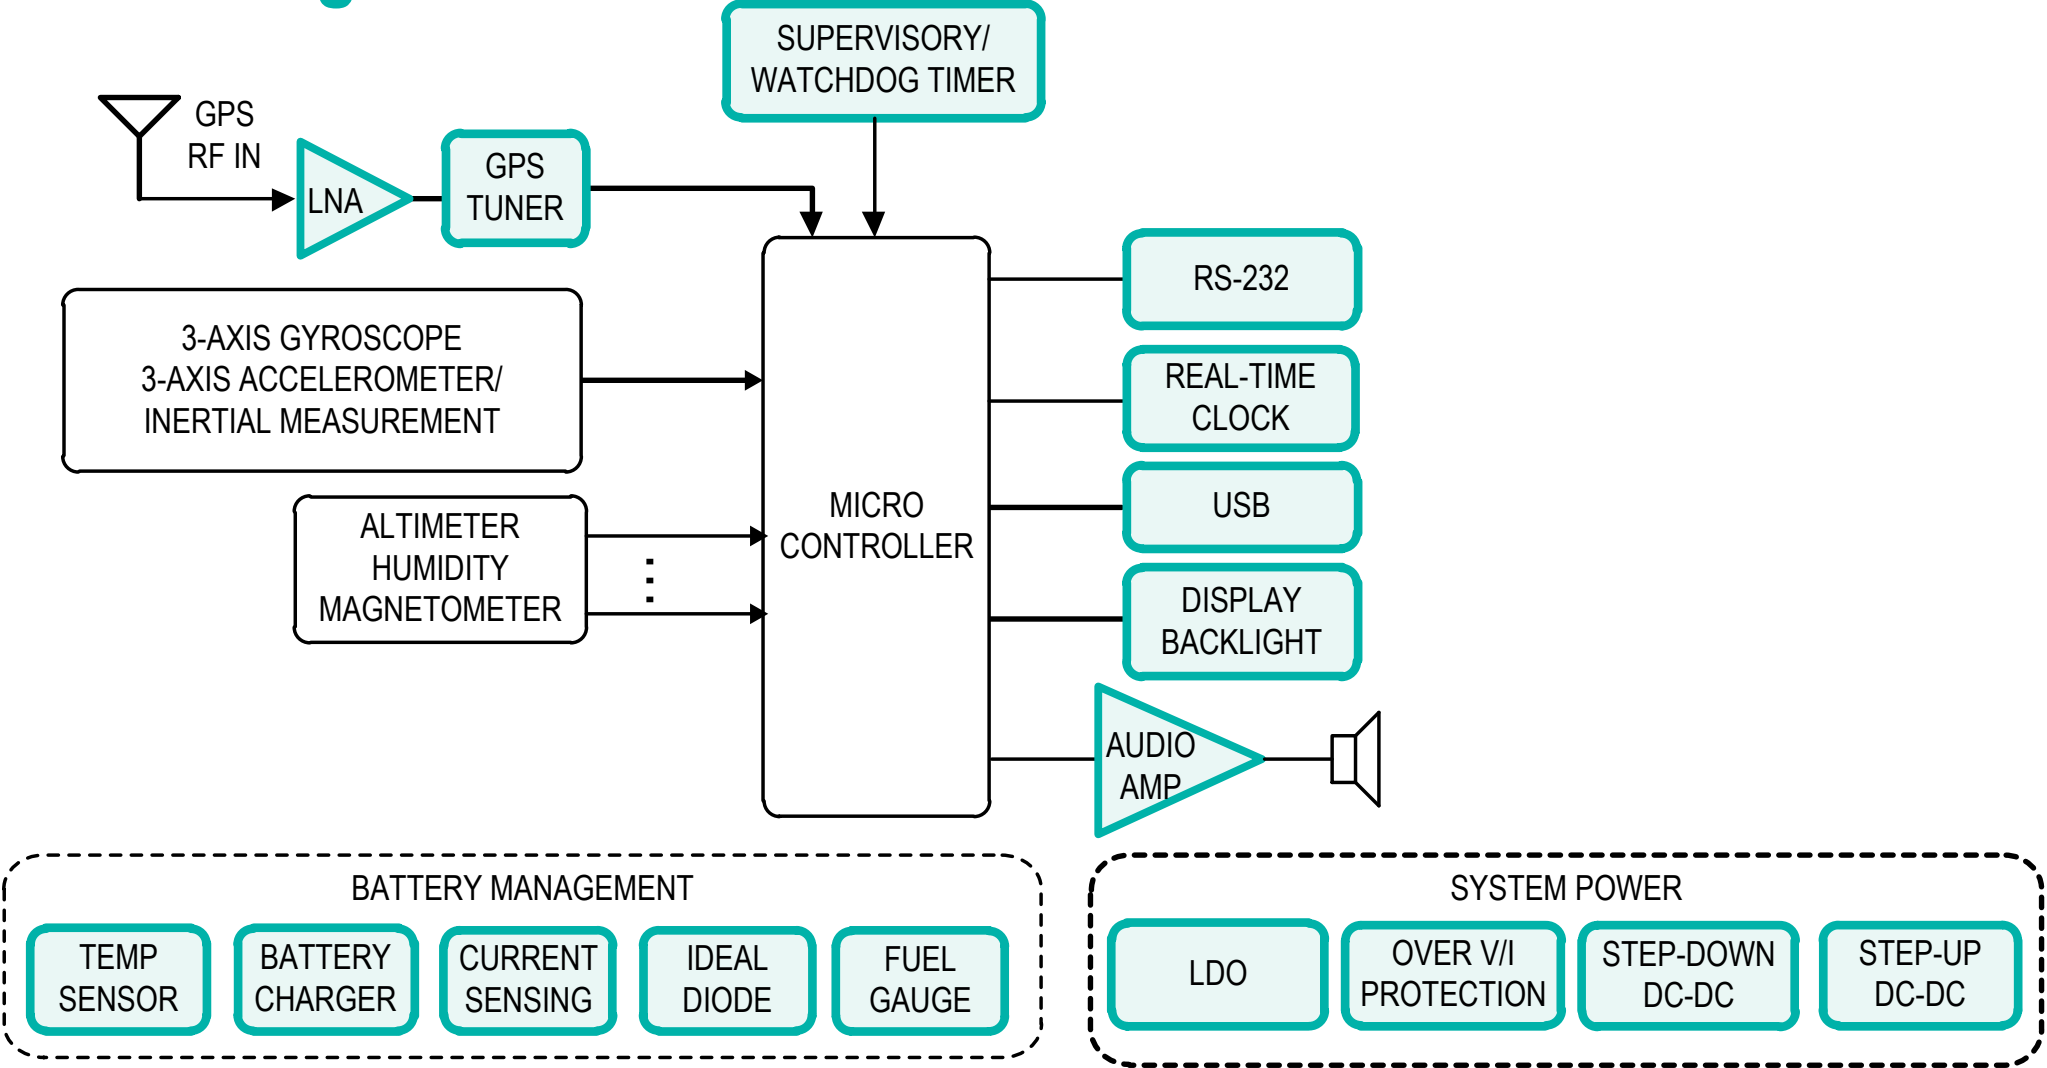 SUPERVISORY/
WATCHDOG TIMER
GPS
RF IN
LNA
GPS
TUNER
RS-232
3-AXIS GYROSCOPE
3-AXIS ACCELEROMETER/
INERTIAL MEASUREMENT
REAL-TIME
CLOCK
MICRO
CONTROLLER
USB
ALTIMETER
HUMIDITY
MAGNETOMETER
DISPLAY
BACKLIGHT
AUDIO
AMP
BATTERY MANAGEMENT
TEMP
SENSOR
BATTERY
CHARGER
CURRENT
SENSING
IDEAL
DIODE
FUEL
GAUGE
SYSTEM POWER
LDO
OVER V/I
PROTECTION
STEP-DOWN
DC-DC
STEP-UP
DC-DC